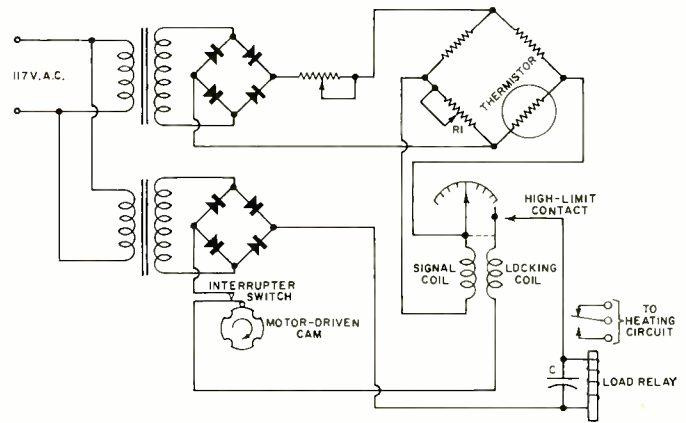 117 V. A.C.
THERMISTOR
R1
HIGH-LIMIT
CONTACT
SIGNAL
COIL
LOCKING
COIL
INTERRUPTER
SWITCH
MOTOR-DRIVEN
CAM
TO
HEATING
CIRCUIT
C
LOAD RELAY